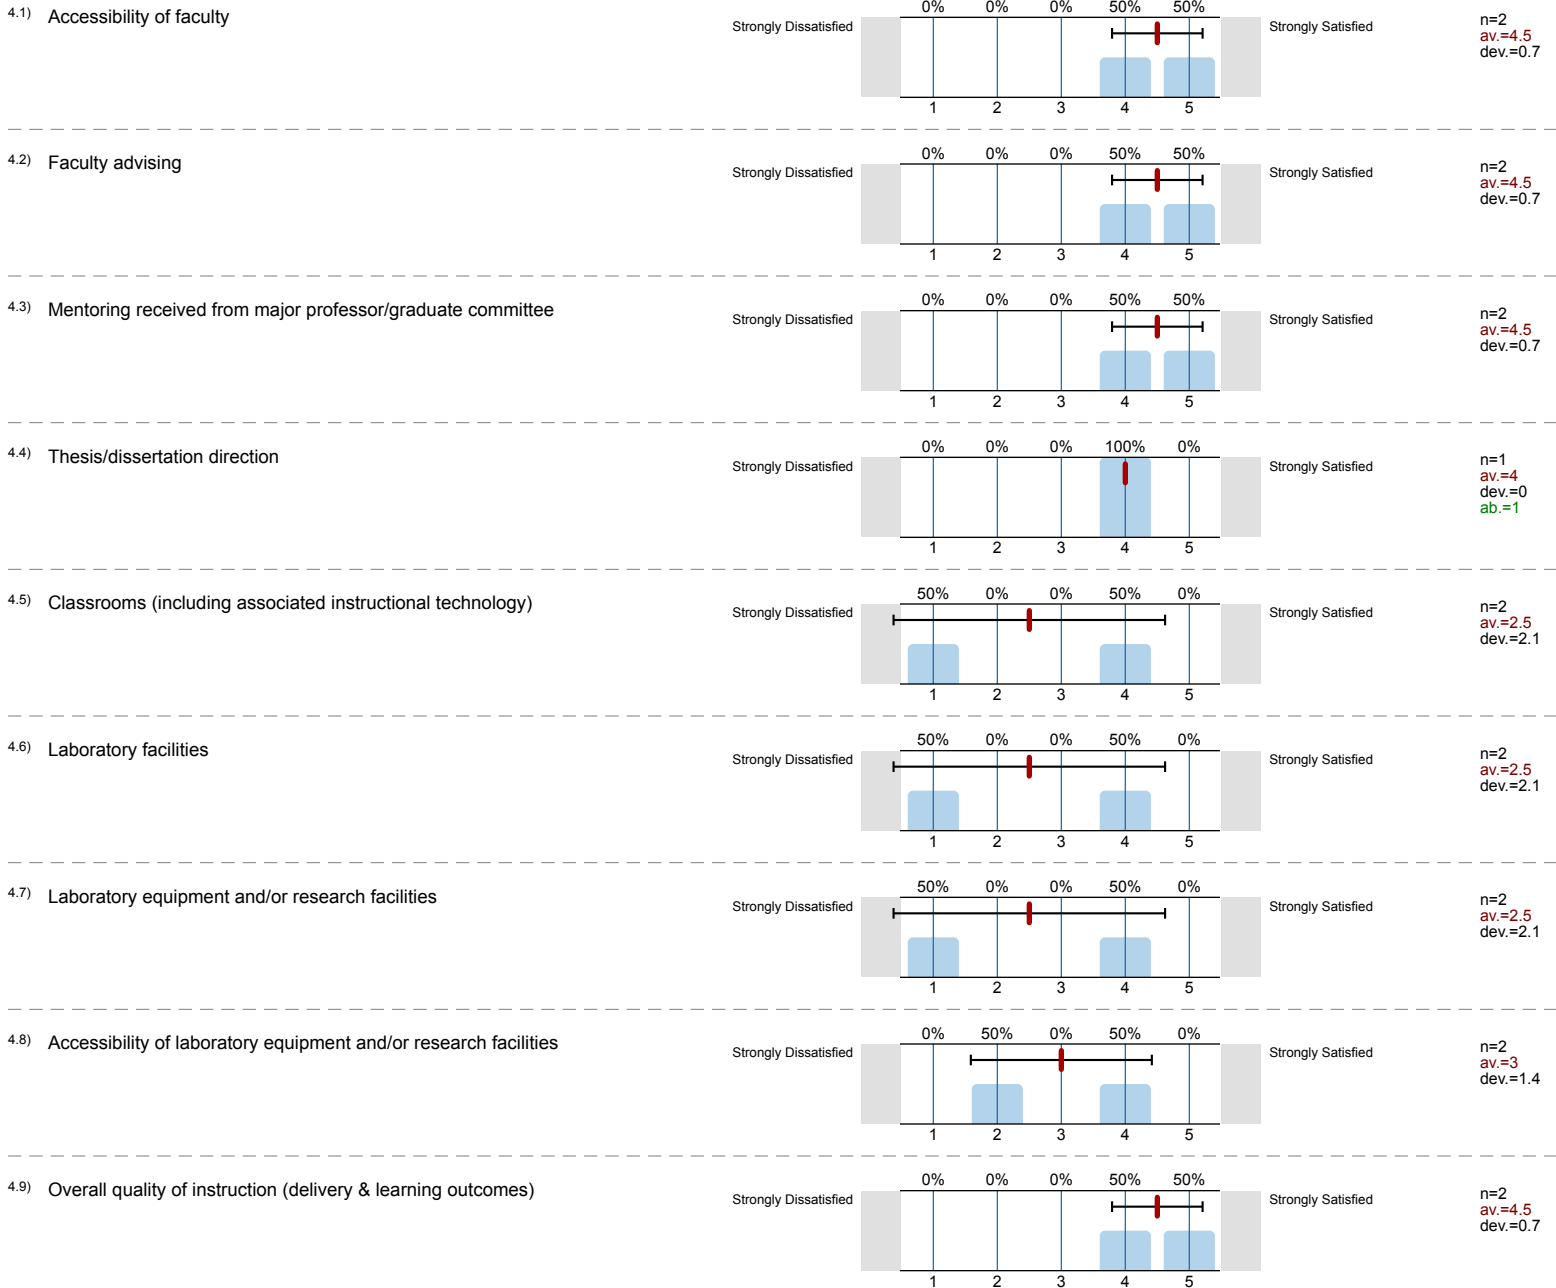 4.1) Accessibility of faculty
0% 0% 0% 50% 50%
Strongly Dissatisfied
Strongly Satisfied
n=2
av.=4.5
dev.=0.7
1 2 3 4 5
4.2) Faculty advising
0% 0% 0% 50% 50%
Strongly Dissatisfied
Strongly Satisfied
n=2
av.=4.5
dev.=0.7
1 2 3 4 5
4.3) Mentoring received from major professor/graduate committee
0% 0% 0% 50% 50%
Strongly Dissatisfied
Strongly Satisfied
n=2
av.=4.5
dev.=0.7
1 2 3 4 5
4.4) Thesis/dissertation direction
0% 0% 0% 100% 0%
Strongly Dissatisfied
Strongly Satisfied
n=1
av.=4
dev.=0
ab.=1
1 2 3 4 5
4.5) Classrooms (including associated instructional technology)
50% 0% 0% 50% 0%
Strongly Dissatisfied
Strongly Satisfied
n=2
av.=2.5
dev.=2.1
1 2 3 4 5
4.6) Laboratory facilities
50% 0% 0% 50% 0%
Strongly Dissatisfied
Strongly Satisfied
n=2
av.=2.5
dev.=2.1
1 2 3 4 5
4.7) Laboratory equipment and/or research facilities
50% 0% 0% 50% 0%
Strongly Dissatisfied
Strongly Satisfied
n=2
av.=2.5
dev.=2.1
1 2 3 4 5
4.8) Accessibility of laboratory equipment and/or research facilities
0% 50% 0% 50% 0%
Strongly Dissatisfied
Strongly Satisfied
n=2
av.=3
dev.=1.4
1 2 3 4 5
4.9) Overall quality of instruction (delivery & learning outcomes)
0% 0% 0% 50% 50%
Strongly Dissatisfied
Strongly Satisfied
n=2
av.=4.5
dev.=0.7
1 2 3 4 5